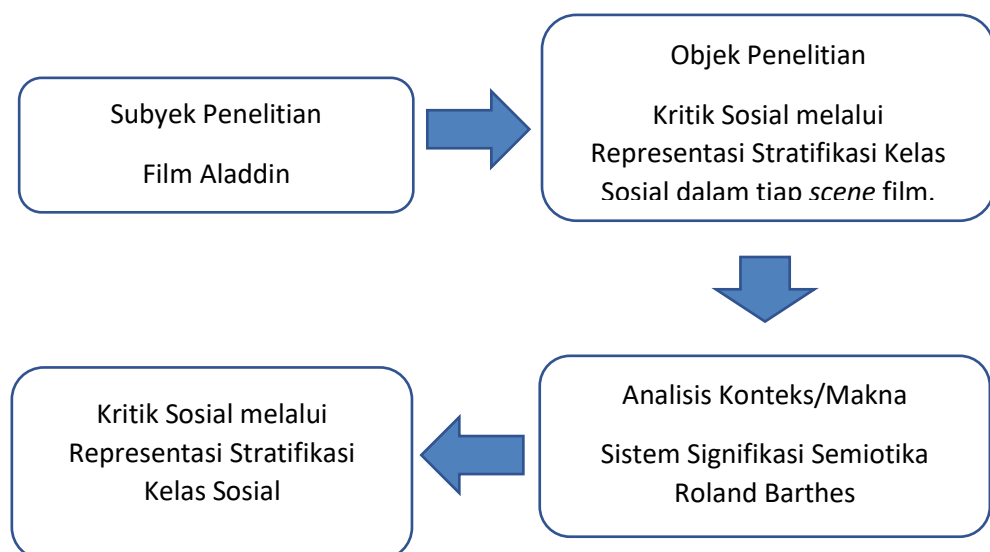 Subyek Penelitian
Film Aladdin
Objek Penelitian
Kritik Sosial melalui
Representasi Stratifikasi Kelas
Sosial dalam tiap scene film.
Analisis Konteks/Makna
Sistem Signifikasi Semiotika
Roland Barthes
Kritik Sosial melalui
Representasi Stratifikasi
Kelas Sosial